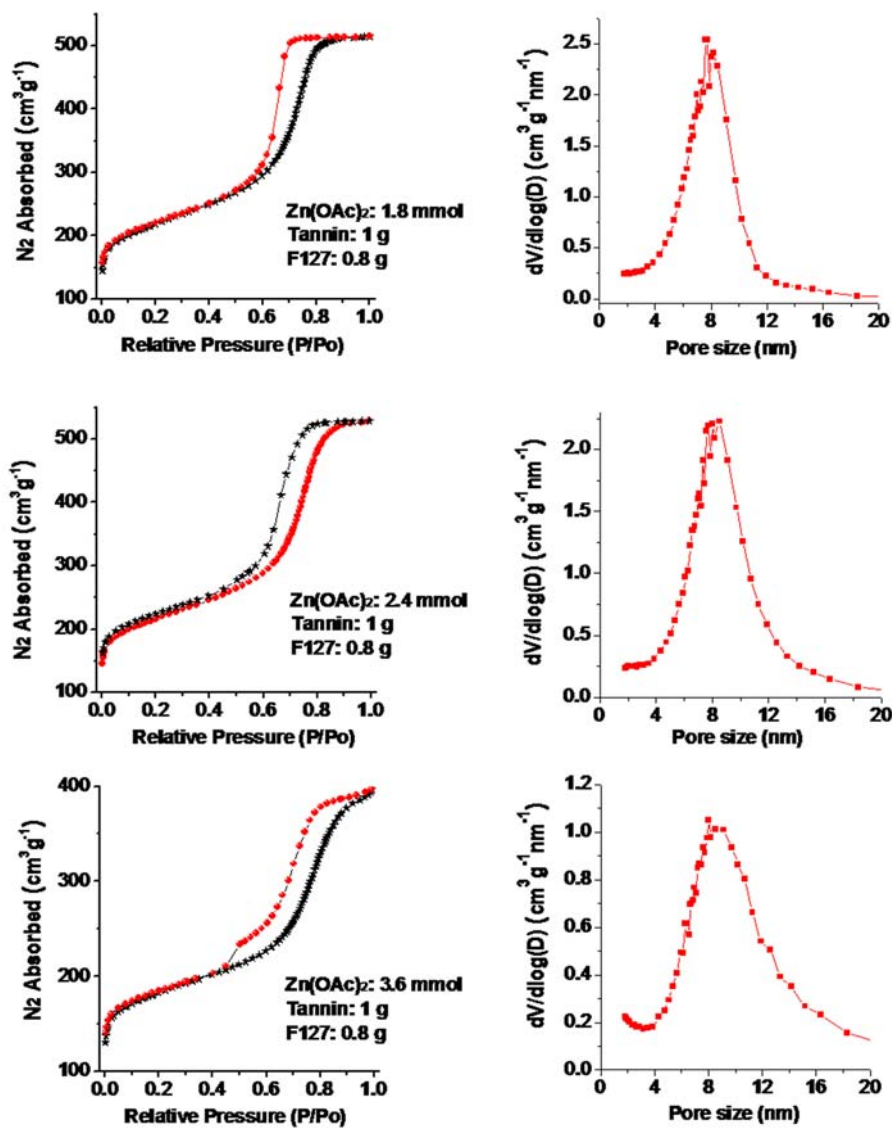 N2 Absorbed (cm³g⁻¹)
500
400
300
200
100
Zn(OAc)₂: 1.8 mmol
Tannin: 1 g
F127: 0.8 g
0.0 0.2 0.4 0.6 0.8 1.0
Relative Pressure (P/Po)
dV/dlog(D) (cm³g⁻¹nm⁻¹)
2.5
2.0
1.5
1.0
0.5
0.0
0 4 8 12 16 20
Pore size (nm)
N2 Absorbed (cm³g⁻¹)
500
400
300
200
100
Zn(OAc)₂: 2.4 mmol
Tannin: 1 g
F127: 0.8 g
0.0 0.2 0.4 0.6 0.8 1.0
Relative Pressure (P/Po)
dV/dlog(D) (cm³g⁻¹nm⁻¹)
2.0
1.5
1.0
0.5
0.0
0 4 8 12 16 20
Pore size (nm)
N2 Absorbed (cm³g⁻¹)
400
300
200
100
Zn(OAc)₂: 3.6 mmol
Tannin: 1 g
F127: 0.8 g
0.0 0.2 0.4 0.6 0.8 1.0
Relative Pressure (P/Po)
dV/dlog(D) (cm³g⁻¹nm⁻¹)
1.2
1.0
0.8
0.6
0.4
0.2
0.0
0 4 8 12 16 20
Pore size (nm)